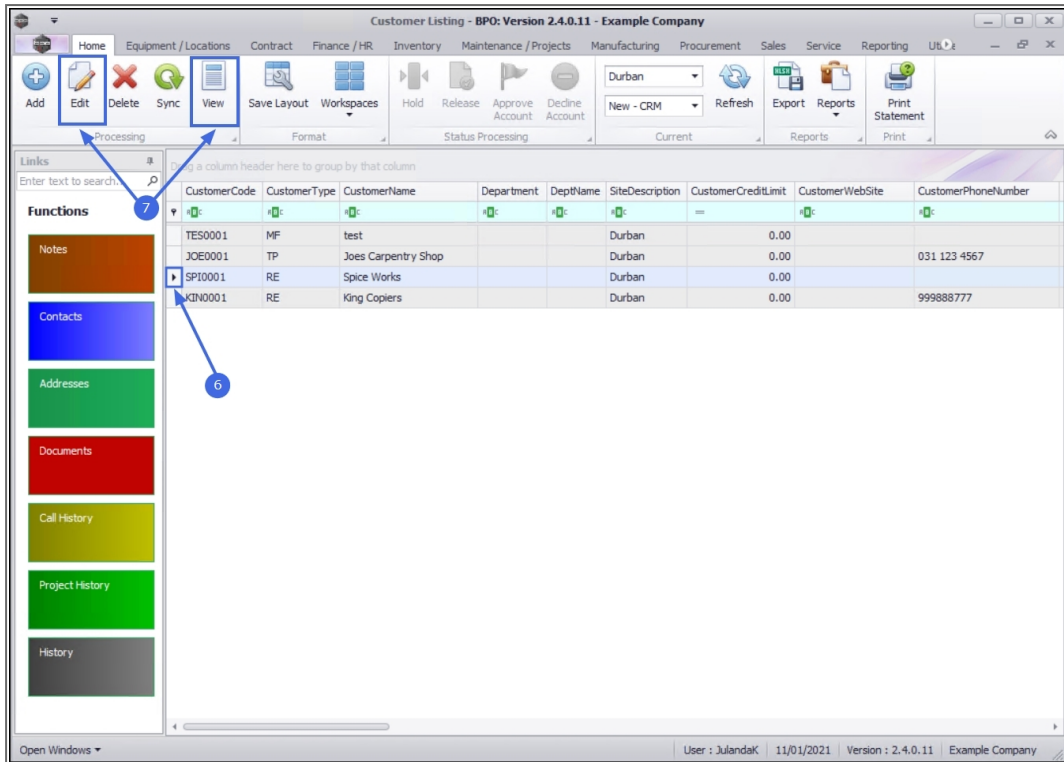 Customer Listing - BPO: Version 2.4.0.11 - Example Company
Home Equipment / Locations Contract Finance / HR Inventory Maintenance / Projects Manufacturing Procurement Sales Service Reporting
Add Edit Delete Sync View Save Layout Workspaces Hold Release Approve Account Decline Account Durban New - CRM Refresh Export Reports Print Statement
Processing Format Status Processing Current Reports Print
Links
Enter text to search...
Functions
Notes
Contacts
Addresses
Documents
Call History
Project History
History
7
Drag a column header here to group by that column
CustomerCode CustomerType CustomerName Department DeptName SiteDescription CustomerCreditLimit CustomerWebSite CustomerPhoneNumber
TES0001 MF test Durban 0.00
JOE0001 TP Joes Carpentry Shop Durban 0.00 031 123 4567
SPI0001 RE Spice Works Durban 0.00
KIN0001 RE King Copiers Durban 0.00 999888777
6
Open Windows User : JulandaK 11/01/2021 Version : 2.4.0.11 Example Company